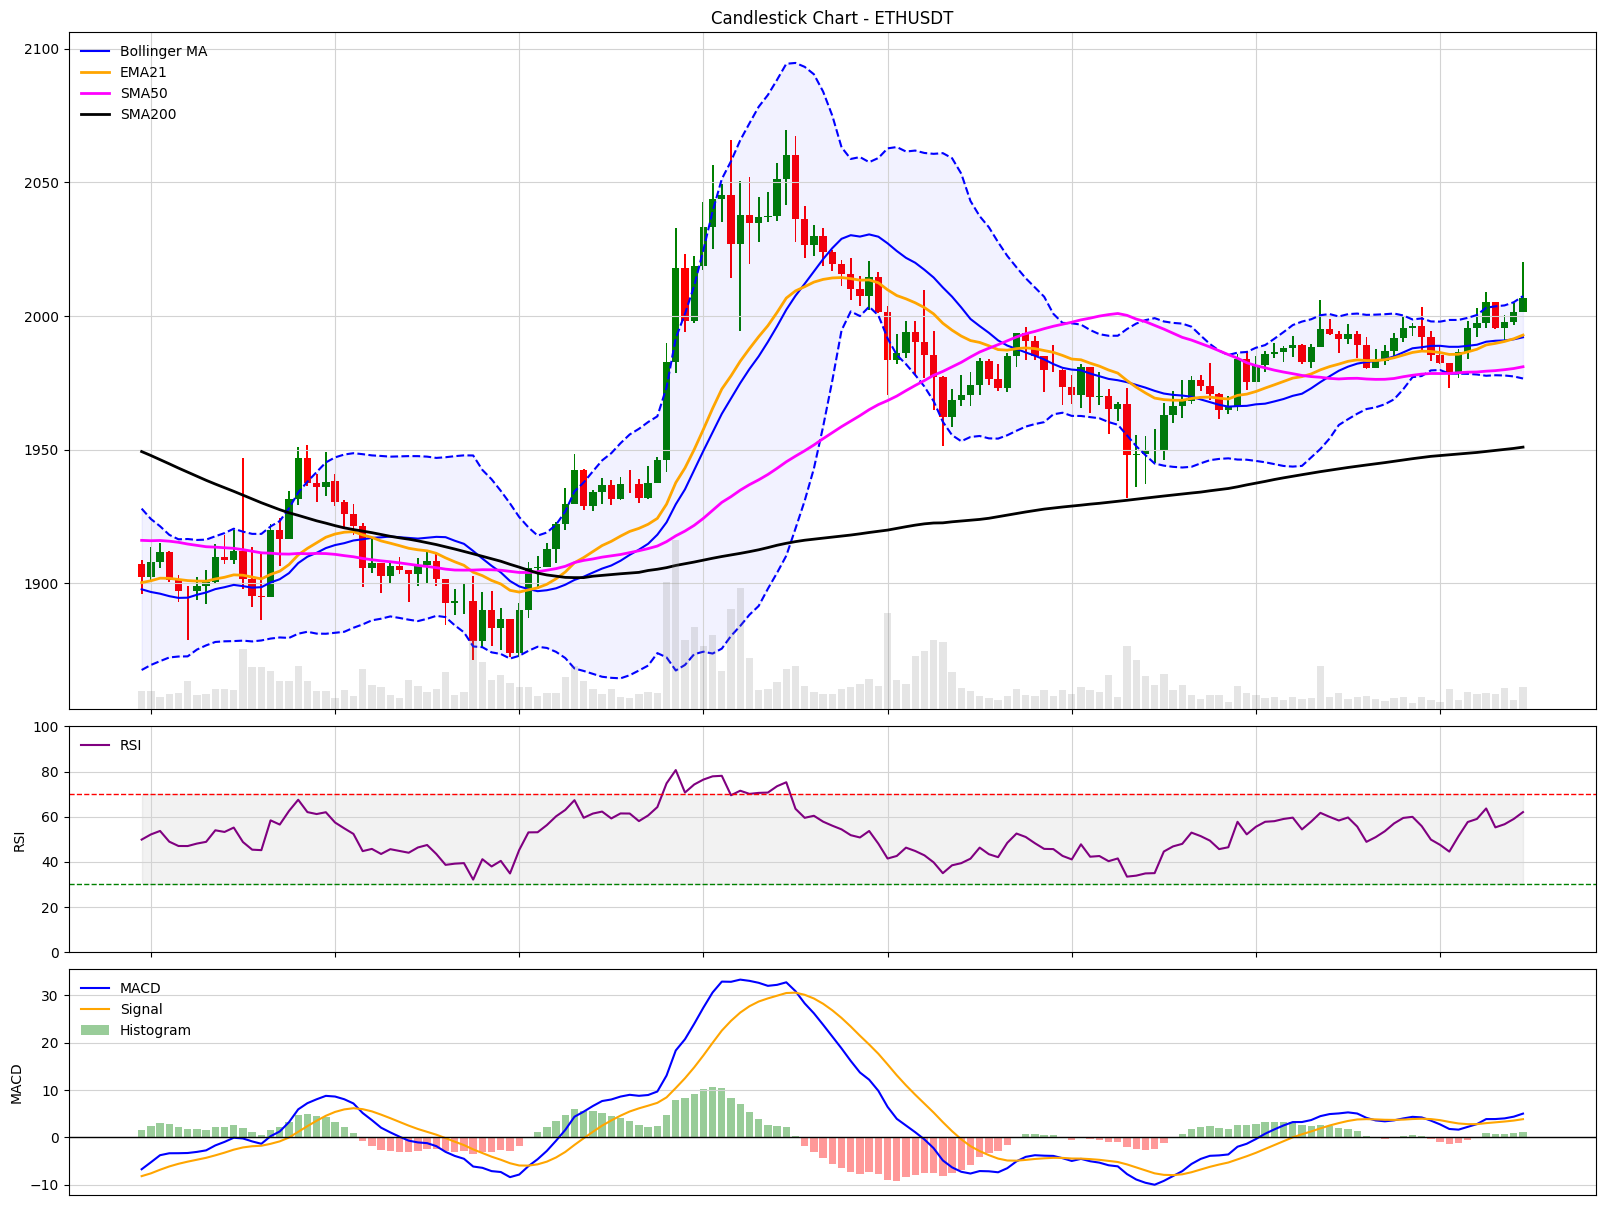 Candlestick Chart - ETHUSDT
Bollinger MA
EMA21
SMA50
SMA200
2100
2050
2000
1950
1900
RSI
100
80
60
40
20
0
RSI
MACD
Signal
Histogram
30
20
10
0
−10
MACD